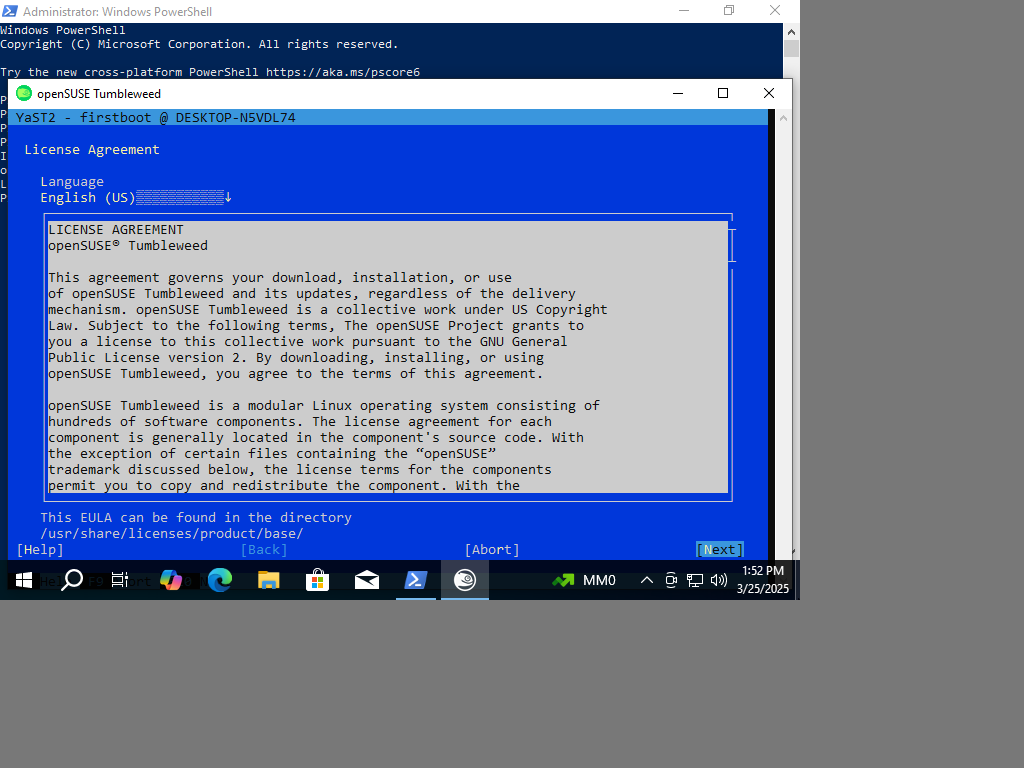 Administrator: Windows PowerShell
Windows PowerShell
Copyright (C) Microsoft Corporation. All rights reserved.
Try the new cross-platform PowerShell https://aka.ms/pscore6
openSUSE Tumbleweed
YaST2 - firstboot @ DESKTOP-N5VDL74
License Agreement
Language
English (US)
LICENSE AGREEMENT
openSUSE® Tumbleweed
This agreement governs your download, installation, or use
of openSUSE Tumbleweed and its updates, regardless of the delivery
mechanism. openSUSE Tumbleweed is a collective work under US Copyright
Law. Subject to the following terms, The openSUSE Project grants to
you a license to this collective work pursuant to the GNU General
Public License version 2. By downloading, installing, or using
openSUSE Tumbleweed, you agree to the terms of this agreement.
openSUSE Tumbleweed is a modular Linux operating system consisting of
hundreds of software components. The license agreement for each
component is generally located in the component's source code. With
the exception of certain files containing the “openSUSE”
trademark discussed below, the license terms for the components
permit you to copy and redistribute the component. With the
This EULA can be found in the directory
/usr/share/licenses/product/base/
[Help] [Back] [Abort] [Next]
MM0
1:52 PM
3/25/2025